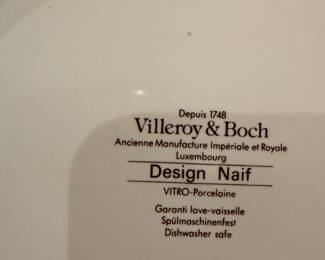 Depuis 1748
Villeroy & Boch
Ancienne Manufacture Impériale et Royale
Luxembourg
Design Naif
VITRO-Porcelaine
Garanti lave-vaisselle
Spülmaschinenfest
Dishwasher safe